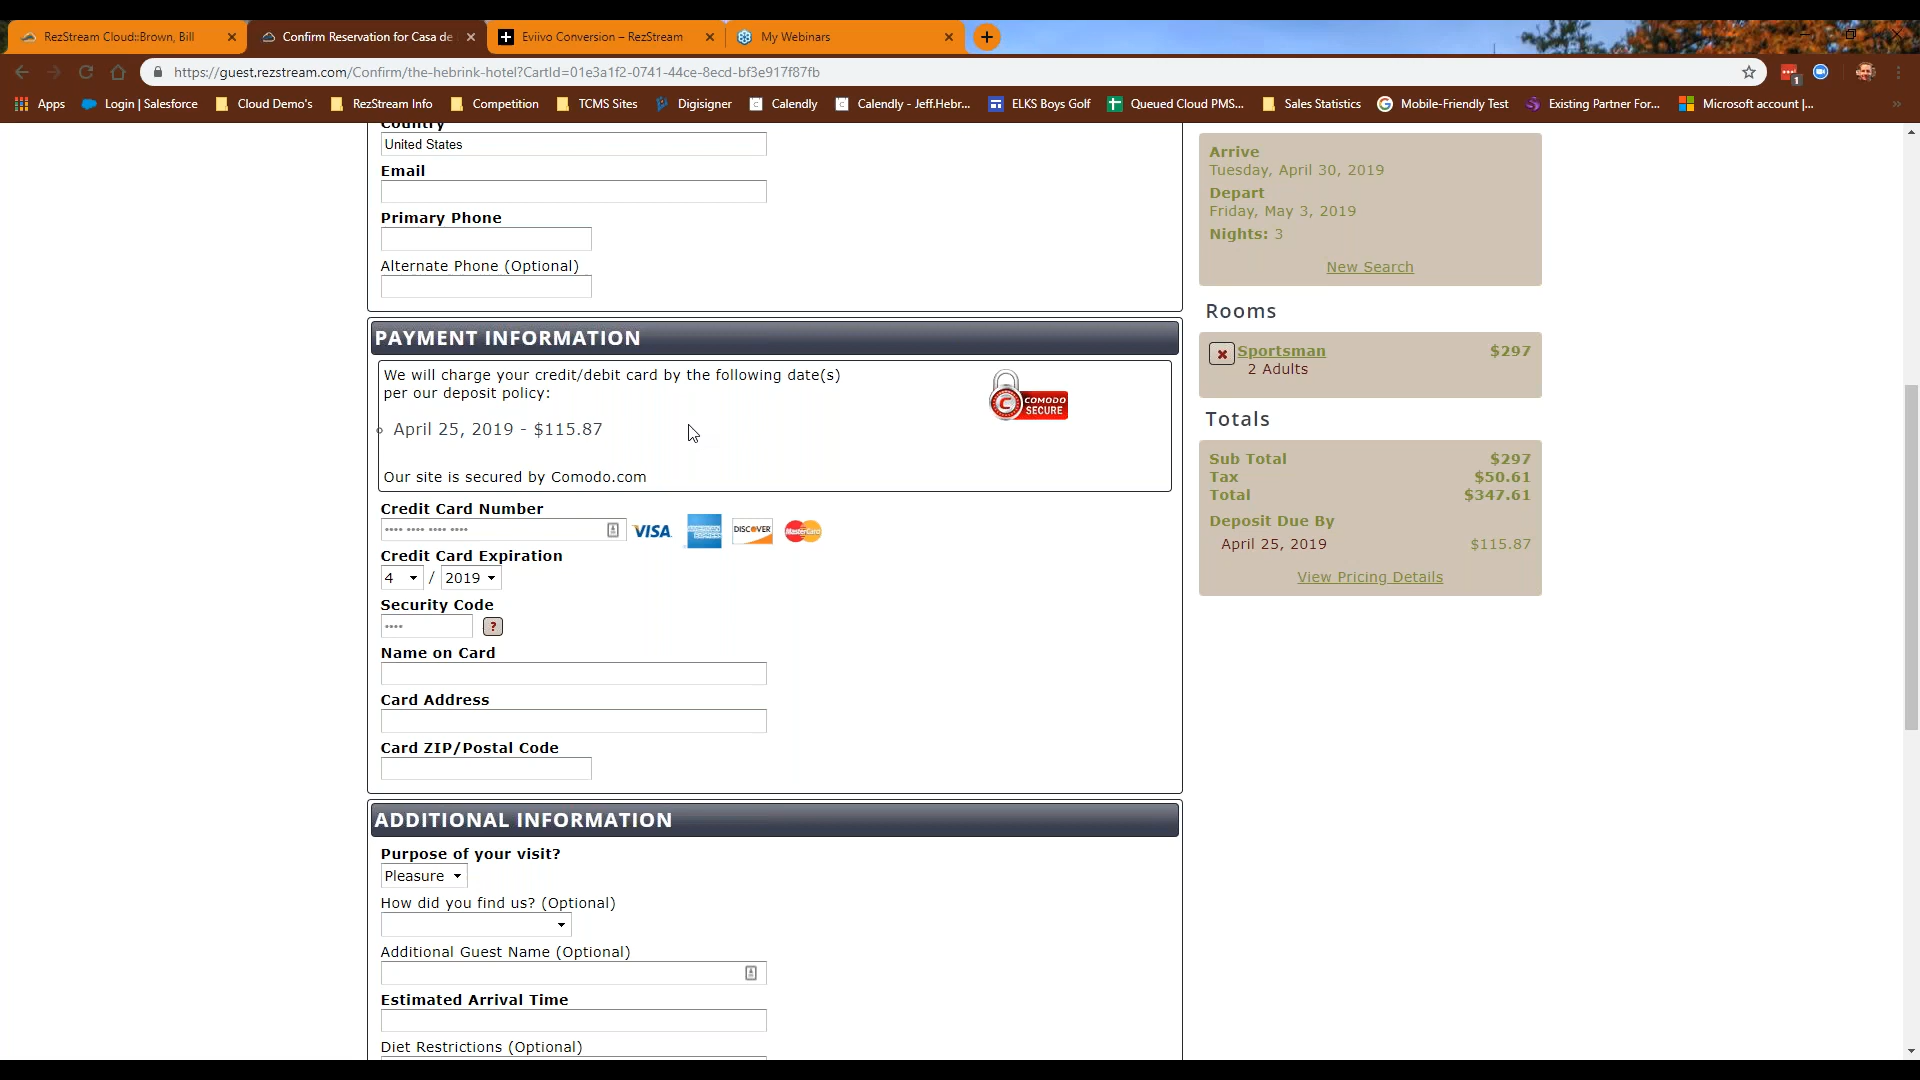 RezStream Cloud::Brown, Bill
Confirm Reservation for Casa de
Eviivo Conversion – RezStream
My Webinars
https://guest.rezstream.com/Confirm/the-hebrink-hotel?CartId=01e3a1f2-0741-44ce-8ecd-bf3e917f87fb
1
Apps
Login | Salesforce
Cloud Demo's
RezStream Info
Competition
TCMS Sites
Digisigner
Calendly
Calendly - Jeff.Hebr...
ELKS Boys Golf
Queued Cloud PMS...
Sales Statistics
Mobile-Friendly Test
Existing Partner For...
Microsoft account |...
Country
United States
Email
Primary Phone
Alternate Phone (Optional)
PAYMENT INFORMATION
We will charge your credit/debit card by the following date(s)
per our deposit policy:
April 25, 2019 - $115.87
COMODO
SECURE
Our site is secured by Comodo.com
Credit Card Number
VISA
AMERICAN EXPRESS
DISCOVER
MasterCard
Credit Card Expiration
4 / 2019
Security Code
?
Name on Card
Card Address
Card ZIP/Postal Code
ADDITIONAL INFORMATION
Purpose of your visit?
Pleasure
How did you find us? (Optional)
Additional Guest Name (Optional)
Estimated Arrival Time
Diet Restrictions (Optional)
Arrive
Tuesday, April 30, 2019
Depart
Friday, May 3, 2019
Nights: 3
New Search
Rooms
Sportsman $297
2 Adults
Totals
Sub Total $297
Tax $50.61
Total $347.61
Deposit Due By
April 25, 2019 $115.87
View Pricing Details